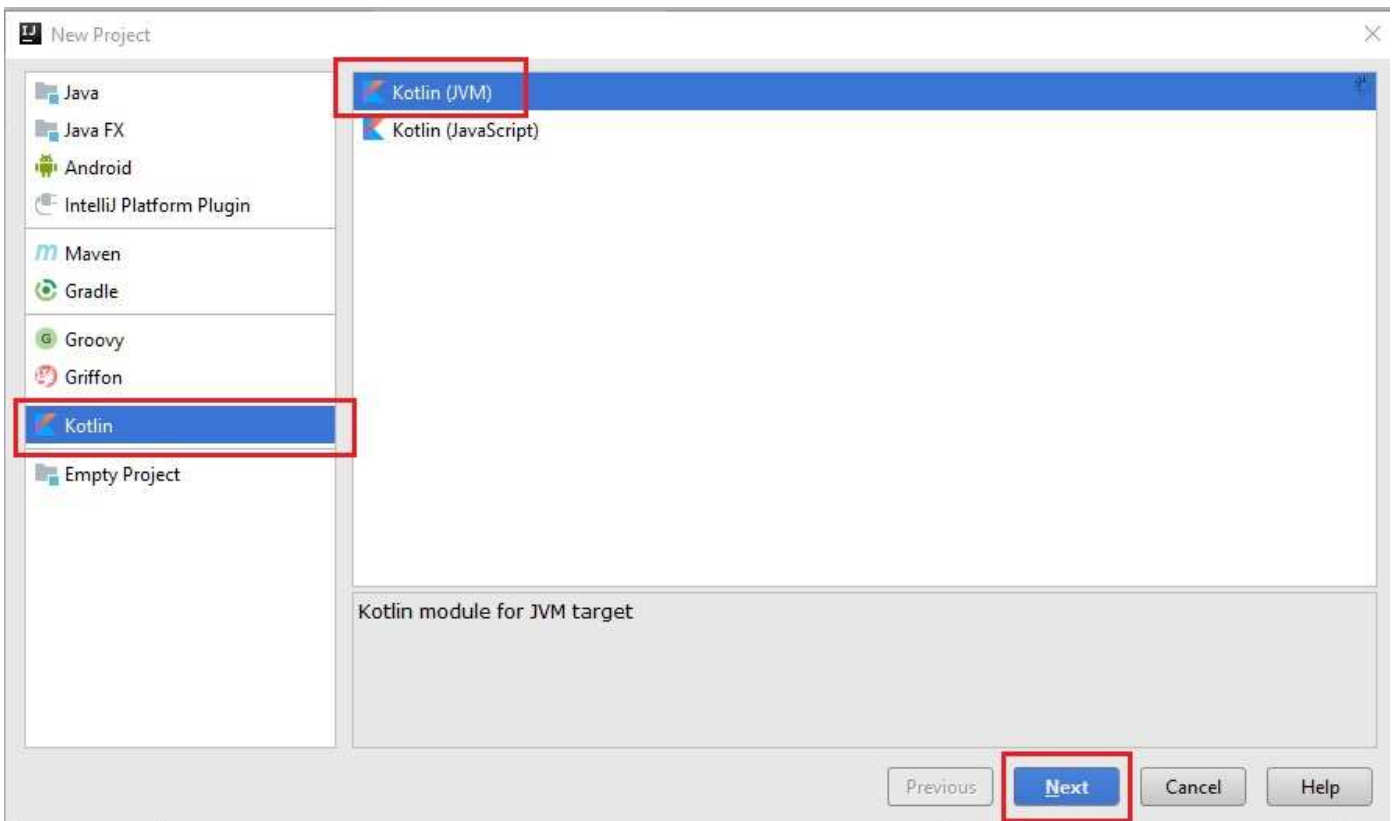 New Project
Java
Java FX
Android
IntelliJ Platform Plugin
Maven
Gradle
Groovy
Griffon
Kotlin
Empty Project
Kotlin (JVM)
Kotlin (JavaScript)
Kotlin module for JVM target
Previous Next Cancel Help